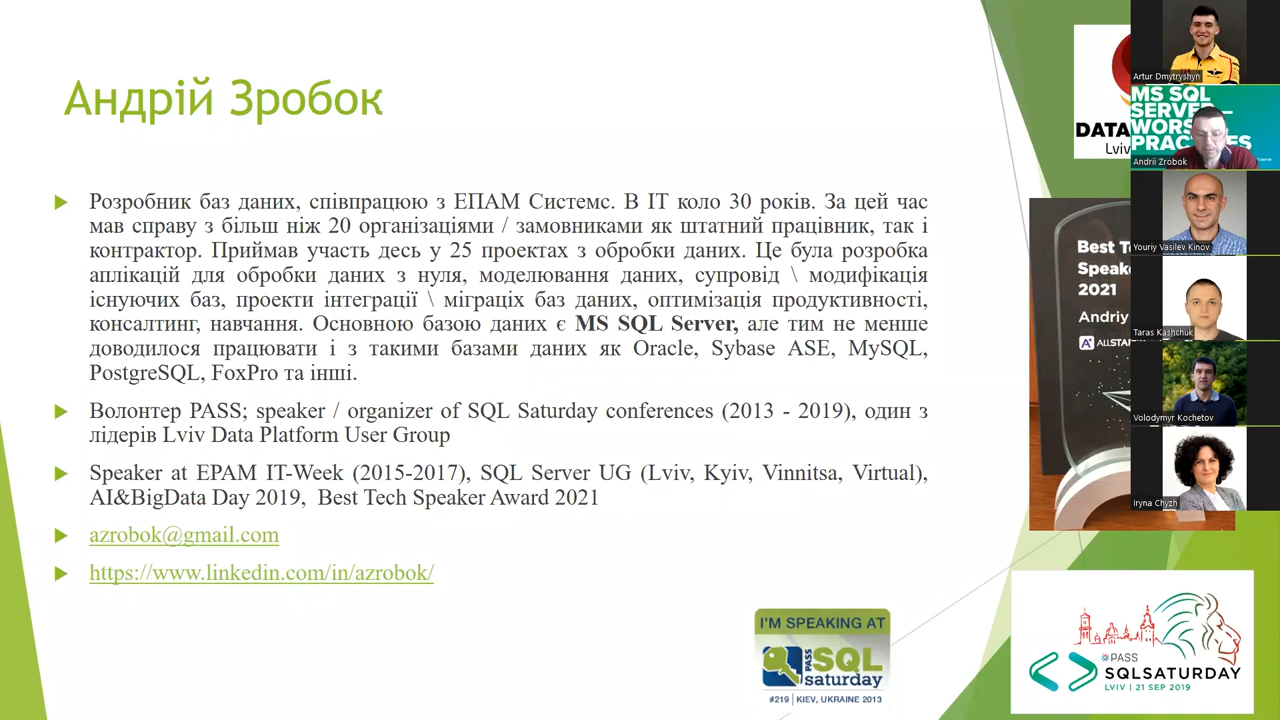 Андрій Зробок
Розробник баз даних, співпрацюю з ЕПАМ Системс. В ІТ коло 30 років. За цей час
мав справу з більш ніж 20 організаціями / замовниками як штатний працівник, так і
контрактор. Приймав участь десь у 25 проектах з обробки даних. Це була розробка
аплікацій для обробки даних з нуля, моделювання даних, супровід \ модифікація
існуючих баз, проекти інтеграції \ міграціх баз даних, оптимізація продуктивності,
консалтинг, навчання. Основною базою даних є MS SQL Server, але тим не менше
доводилося працювати і з такими базами даних як Oracle, Sybase ASE, MySQL,
PostgreSQL, FoxPro та інші.
Волонтер PASS; speaker / organizer of SQL Saturday conferences (2013 - 2019), один з
лідерів Lviv Data Platform User Group
Speaker at EPAM IT-Week (2015-2017), SQL Server UG (Lviv, Kyiv, Vinnitsa, Virtual),
AI&BigData Day 2019, Best Tech Speaker Award 2021
azrobok@gmail.com
https://www.linkedin.com/in/azrobok/
I'M SPEAKING AT
PASS SQL
saturday
#219 | KIEV, UKRAINE 2013
DATA
Lviv
Best
Speake
2021
Andriy
PASS
SQLSATURDAY
LVIV | 21 SEP 2019
Artur Dmytryshyn
MS SQL
SERVER –
Andrii Zrobok
Youriy Vasilev Kinov
Taras Kashchuk
Volodymyr Kochetov
Iryna Chyzh